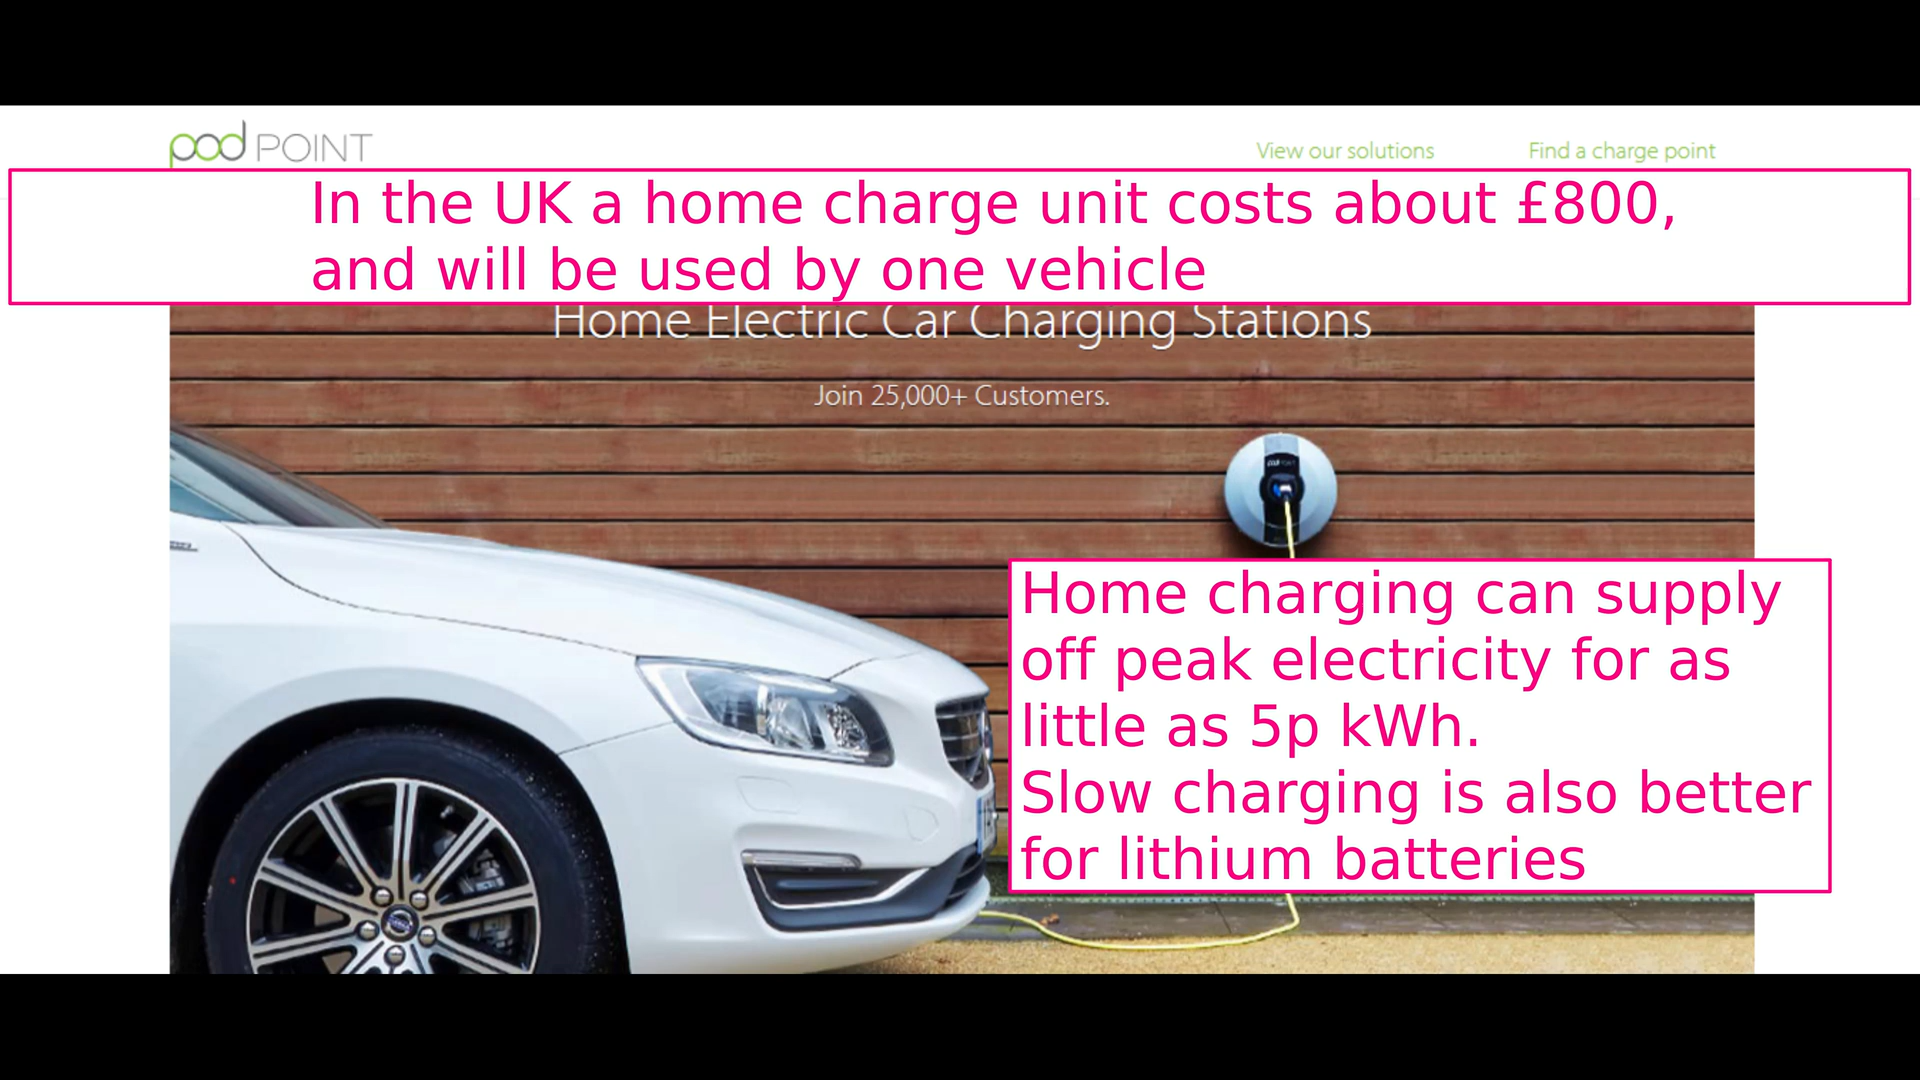 pod POINT
View our solutions
Find a charge point
In the UK a home charge unit costs about £800,
and will be used by one vehicle
Home Electric Car Charging Stations
Join 25,000+ Customers.
Home charging can supply
off peak electricity for as
little as 5p kWh.
Slow charging is also better
for lithium batteries